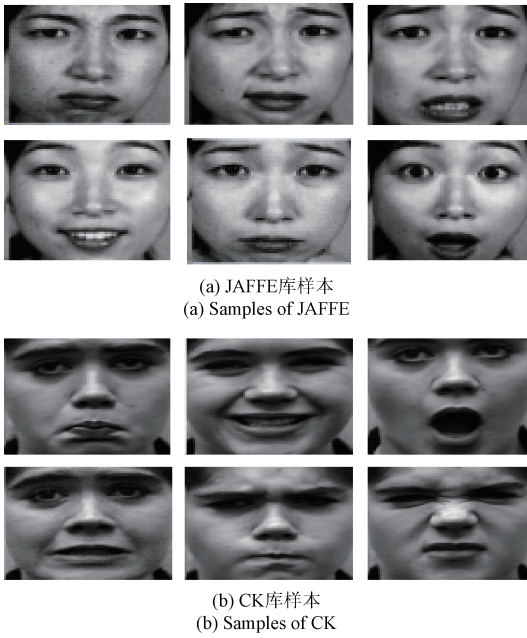 (a) JAFFE库样本
(a) Samples of JAFFE
(b) CK库样本
(b) Samples of CK